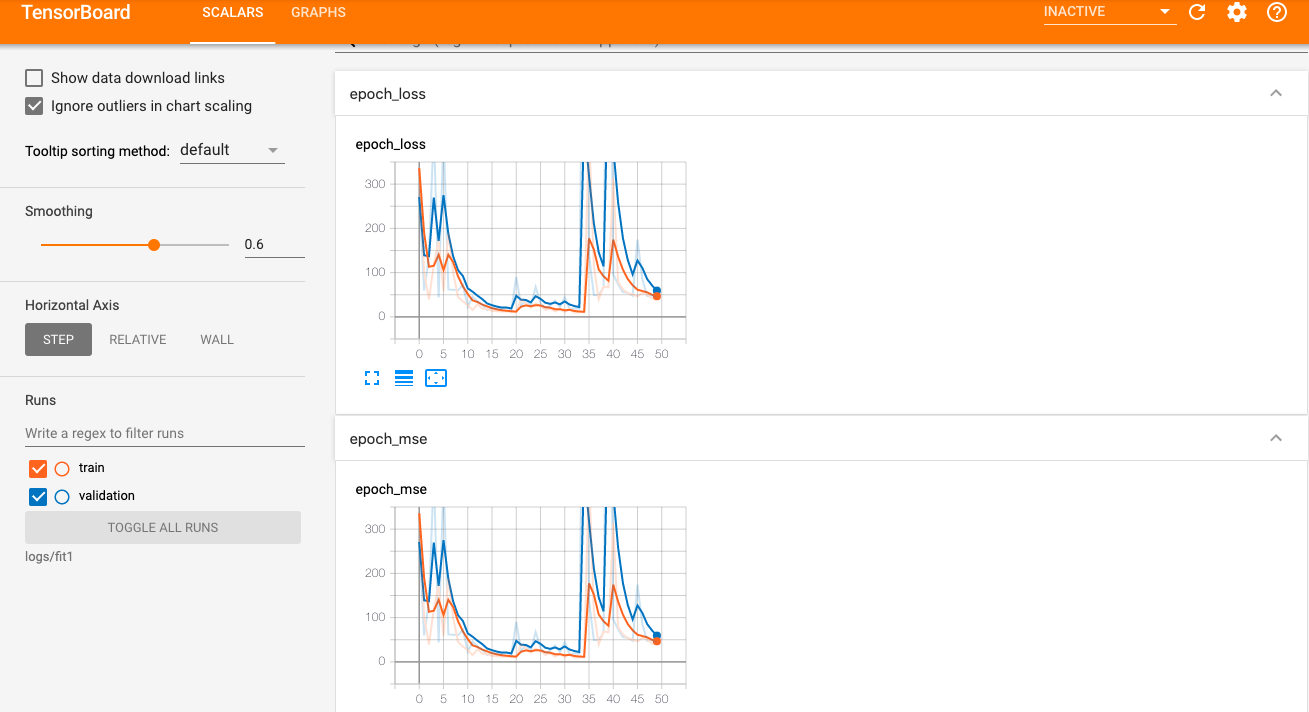 TensorBoard SCALARS GRAPHS INACTIVE
Show data download links
Ignore outliers in chart scaling
Tooltip sorting method: default
Smoothing
0.6
Horizontal Axis
STEP RELATIVE WALL
Runs
Write a regex to filter runs
train
validation
TOGGLE ALL RUNS
logs/fit1
epoch_loss
epoch_loss
300
200
100
0
0 5 10 15 20 25 30 35 40 45 50
epoch_mse
epoch_mse
300
200
100
0
0 5 10 15 20 25 30 35 40 45 50